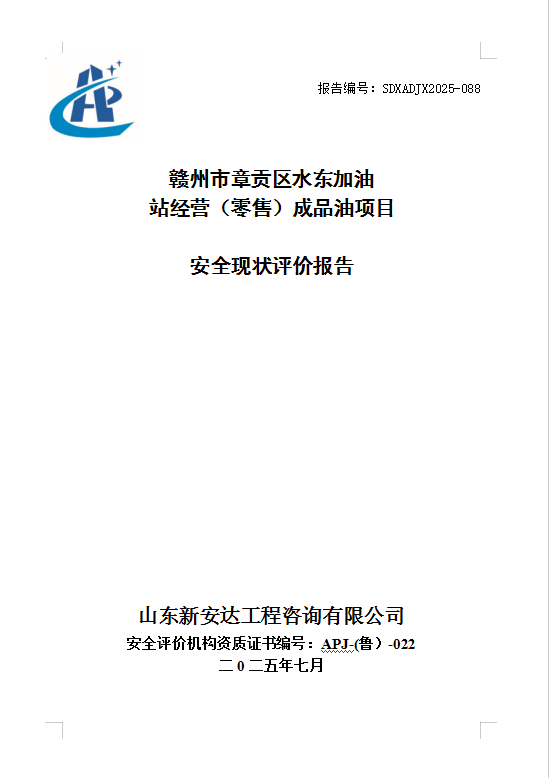 报告编号：SDXADJX2025-088
赣州市章贡区水东加油
站经营（零售）成品油项目
安全现状评价报告
山东新安达工程咨询有限公司
安全评价机构资质证书编号：APJ-(鲁）-022
二0二五年七月